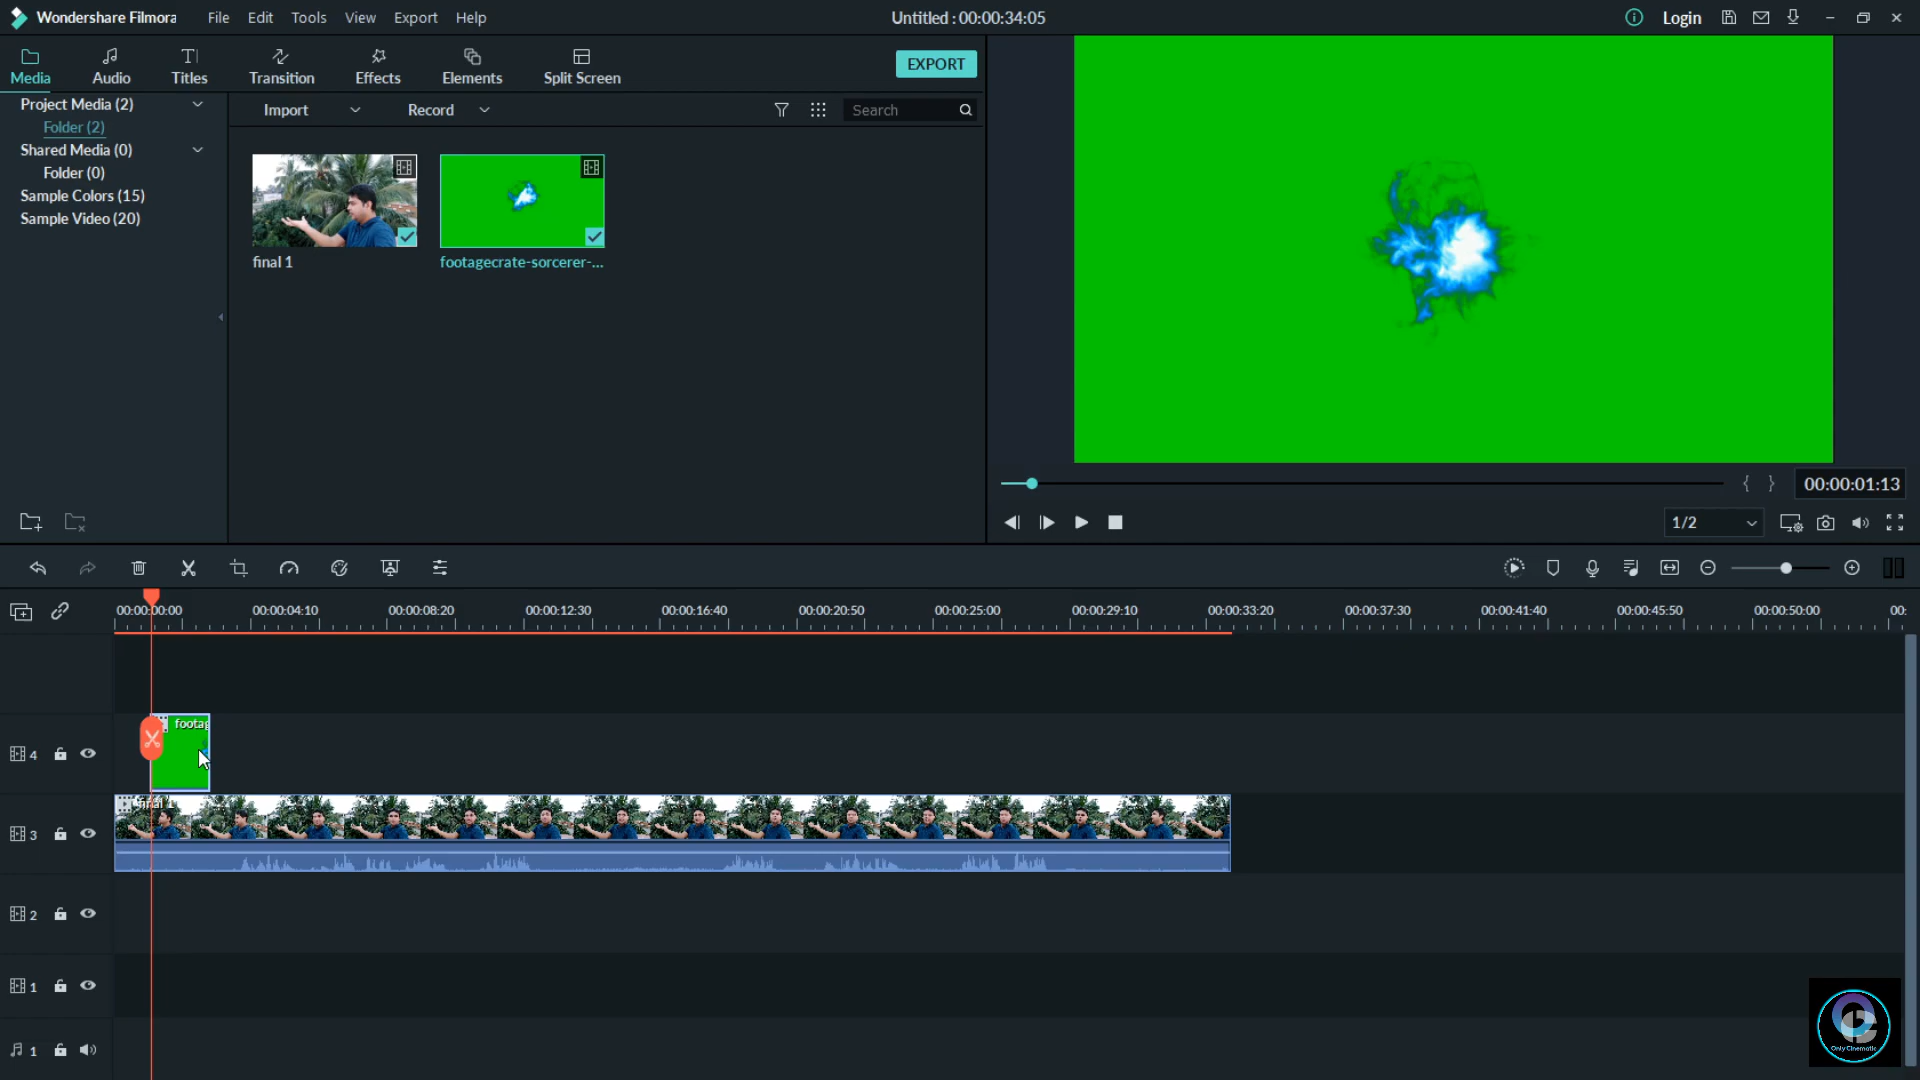 Wondershare Filmora File Edit Tools View Export Help Untitled : 00:00:34:05 Login
Media Audio Titles Transition Effects Elements Split Screen EXPORT
Project Media (2)
Folder (2)
Shared Media (0)
Folder (0)
Sample Colors (15)
Sample Video (20)
Import Record Search
final 1 footagecrate-sorcerer-...
{ } 00:00:01:13
1/2
00:00:00:00 00:00:04:10 00:00:08:20 00:00:12:30 00:00:16:40 00:00:20:50 00:00:25:00 00:00:29:10 00:00:33:20 00:00:37:30 00:00:41:40 00:00:45:50 00:00:50:00 00:
footag
4
final 1
3
2
1
1
Only Cinematic